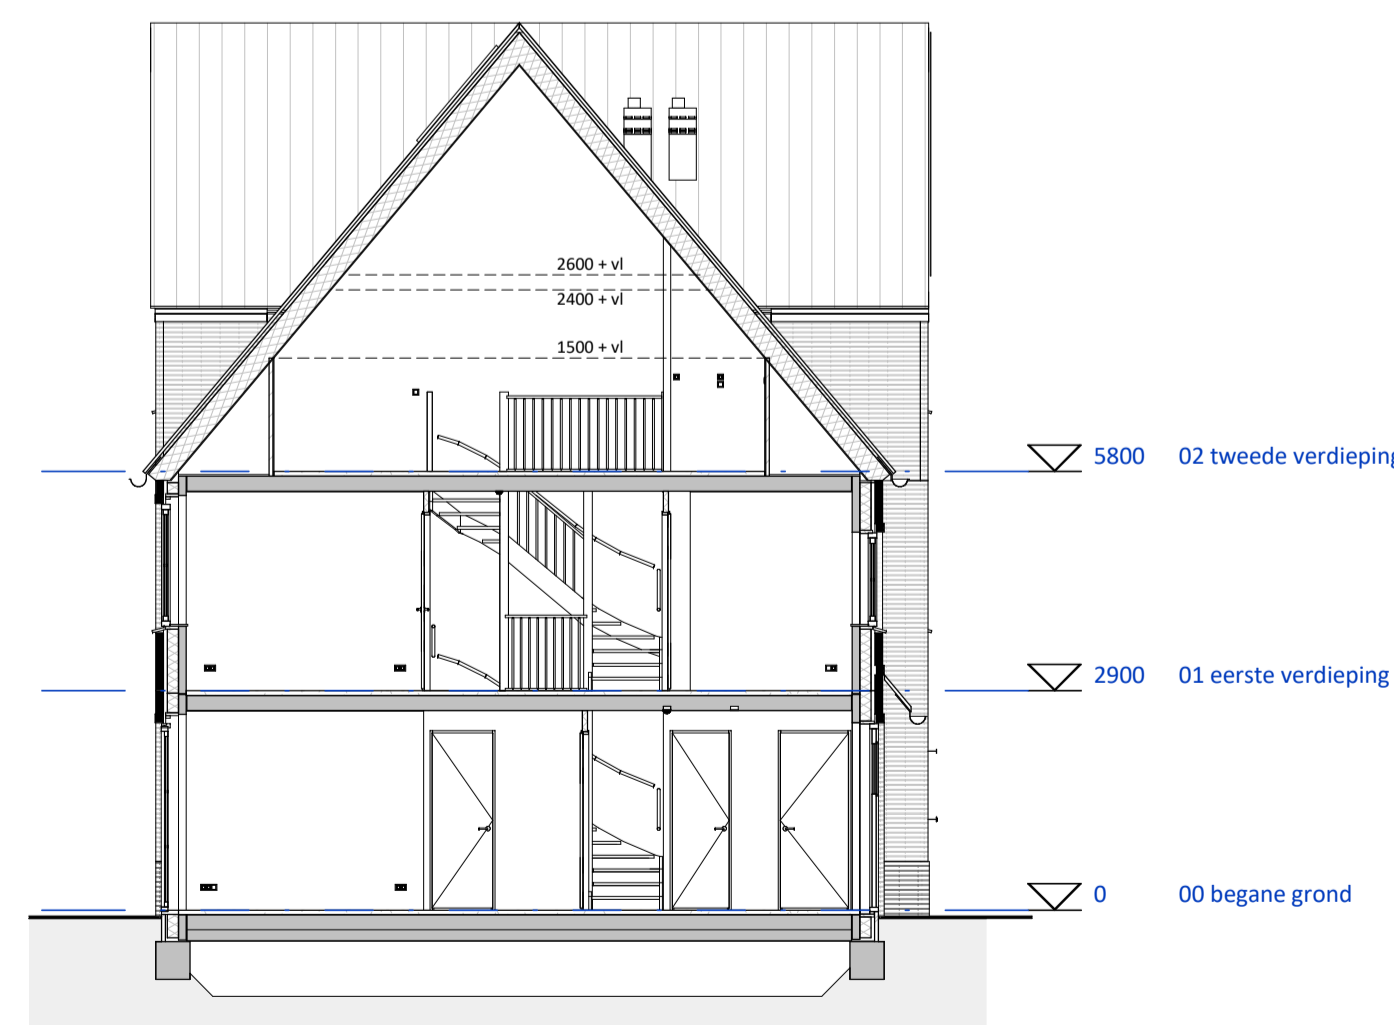 2600 + vl
2400 + vl
1500 + vl
5800 02 tweede verdieping
2900 01 eerste verdieping
0 00 begane grond